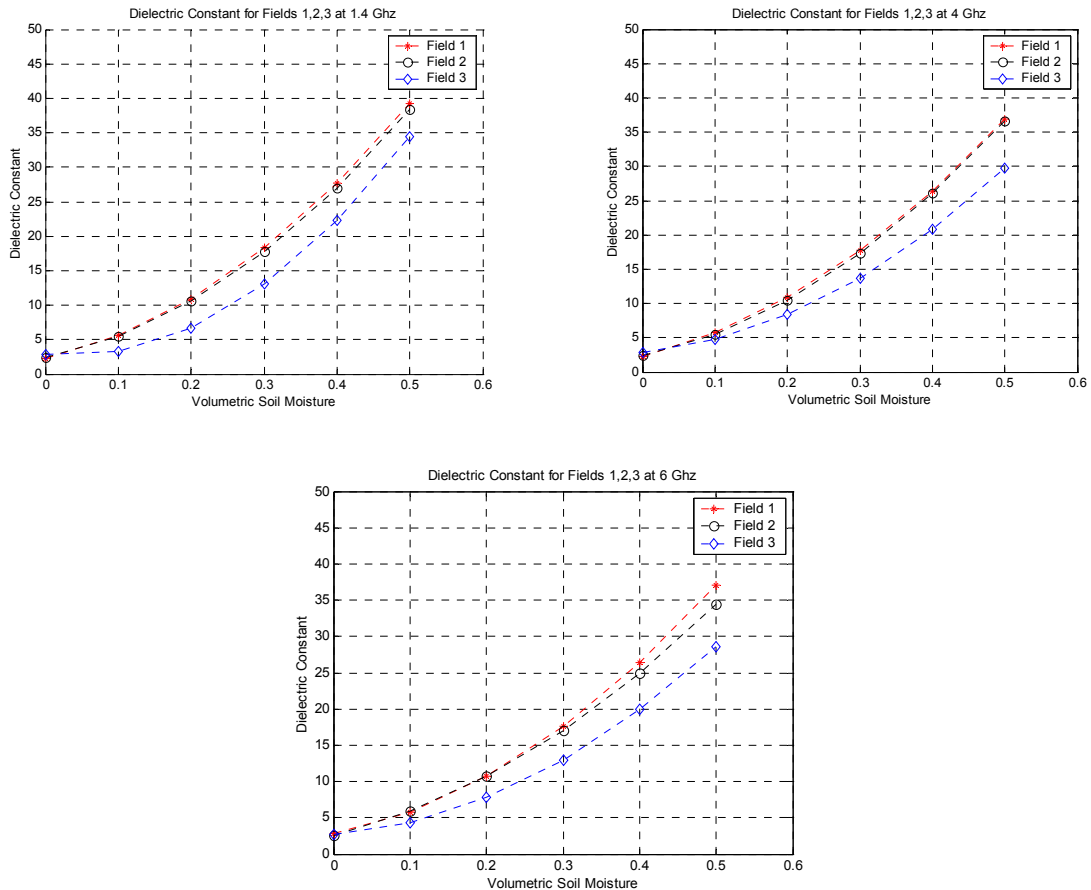 Dielectric Constant for Fields 1,2,3 at 1.4 Ghz
50
45
40
35
30
25
20
15
10
5
0
Dielectric Constant
Field 1
Field 2
Field 3
0 0.1 0.2 0.3 0.4 0.5 0.6
Volumetric Soil Moisture
Dielectric Constant for Fields 1,2,3 at 4 Ghz
50
45
40
35
30
25
20
15
10
5
0
Dielectric Constant
Field 1
Field 2
Field 3
0 0.1 0.2 0.3 0.4 0.5 0.6
Volumetric Soil Moisture
Dielectric Constant for Fields 1,2,3 at 6 Ghz
50
45
40
35
30
25
20
15
10
5
0
Dielectric Constant
Field 1
Field 2
Field 3
0 0.1 0.2 0.3 0.4 0.5 0.6
Volumetric Soil Moisture